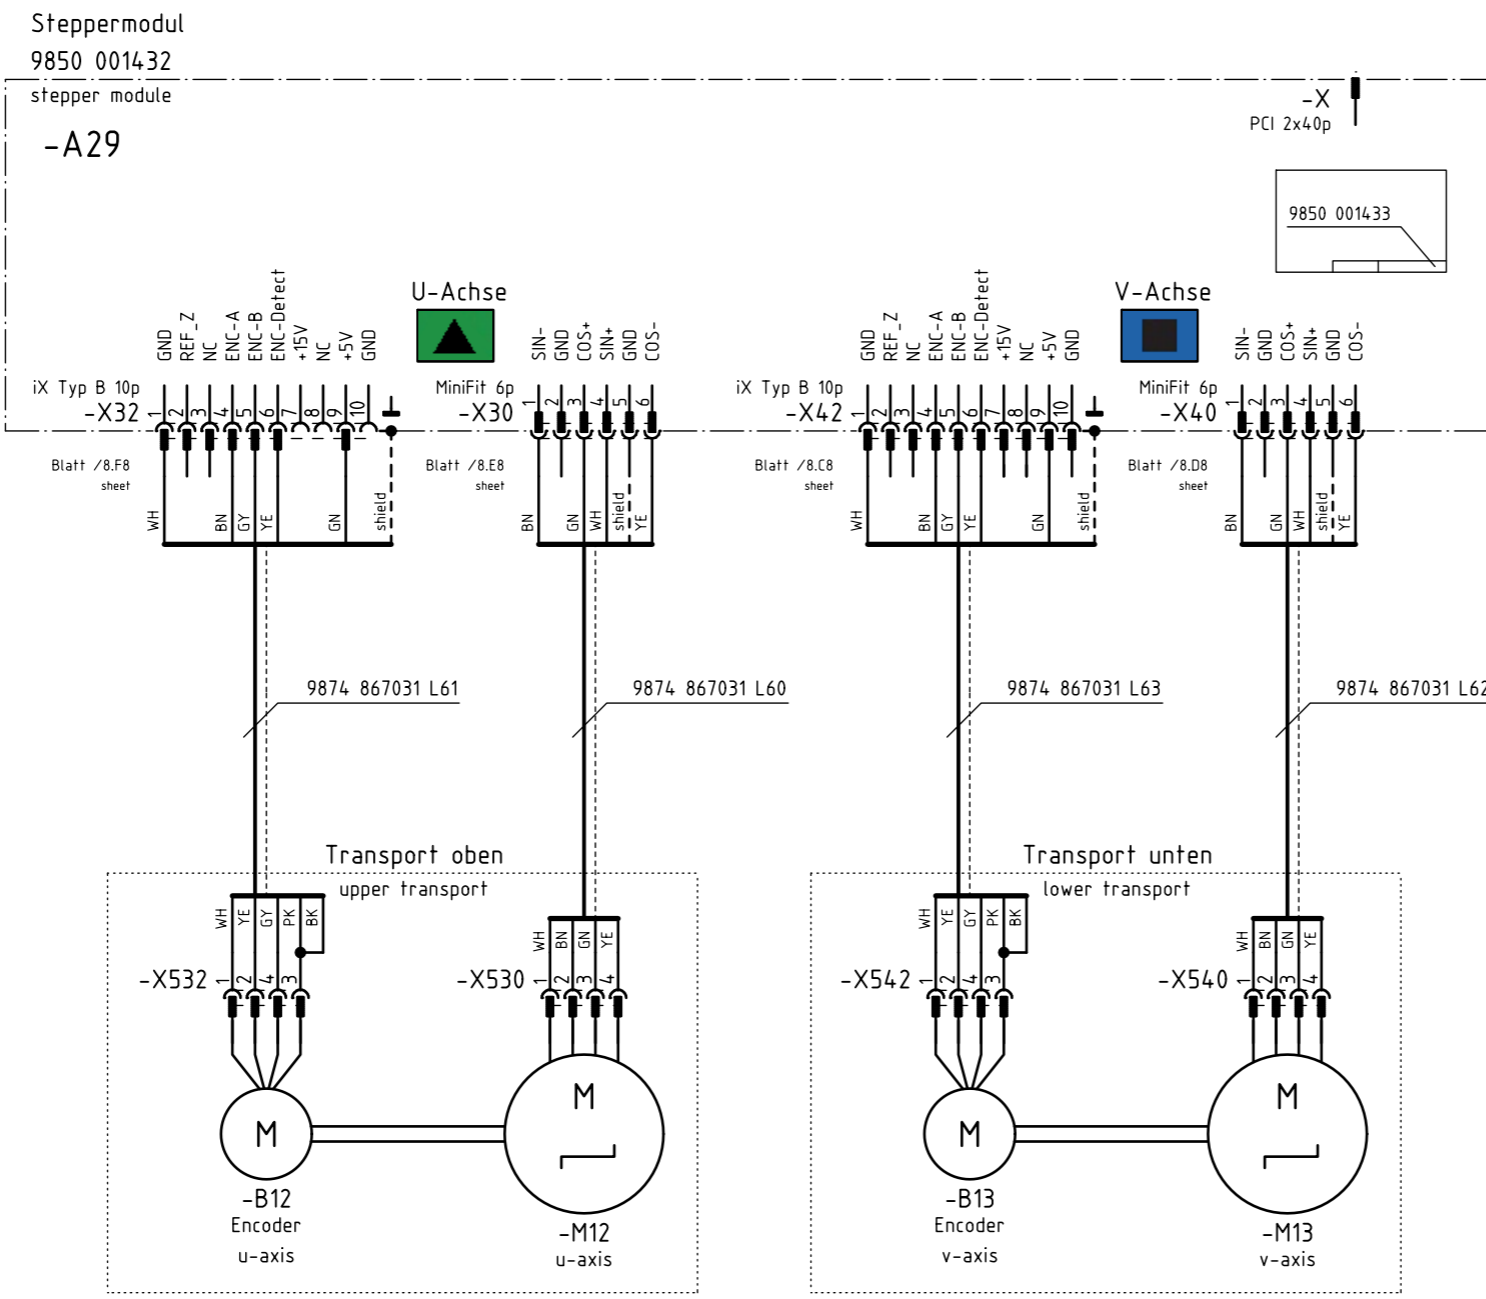 Steppermodul
9850 001432
stepper module
-A29
-X
PCI 2x40p
9850 001433
U-Achse
V-Achse
GND
REF_Z
NC
ENC-A
ENC-B
ENC-Detect
+15V
NC
+5V
GND
SIN-
GND
COS+
SIN+
GND
COS-
GND
REF_Z
NC
ENC-A
ENC-B
ENC-Detect
+15V
NC
+5V
GND
SIN-
GND
COS+
SIN+
GND
COS-
iX Typ B 10p
-X32
1 2 3 4 5 6 7 8 9 10
MiniFit 6p
-X30
1 2 3 4 5 6
iX Typ B 10p
-X42
1 2 3 4 5 6 7 8 9 10
MiniFit 6p
-X40
1 2 3 4 5 6
Blatt /8.F8
sheet
Blatt /8.E8
sheet
Blatt /8.C8
sheet
Blatt /8.D8
sheet
WH BN GY YE GN shield
BN GN WH shield YE
WH BN GY YE GN shield
BN GN WH shield YE
9874 867031 L61
9874 867031 L60
9874 867031 L63
9874 867031 L62
Transport oben
upper transport
Transport unten
lower transport
WH YE GY PK BK
WH BN GN YE
WH YE GY PK BK
WH BN GN YE
-X532
1 2 4 3
-X530
1 2 3 4
-X542
1 2 4 3
-X540
1 2 3 4
M
M
M
M
-B12
Encoder
u-axis
-M12
u-axis
-B13
Encoder
v-axis
-M13
v-axis